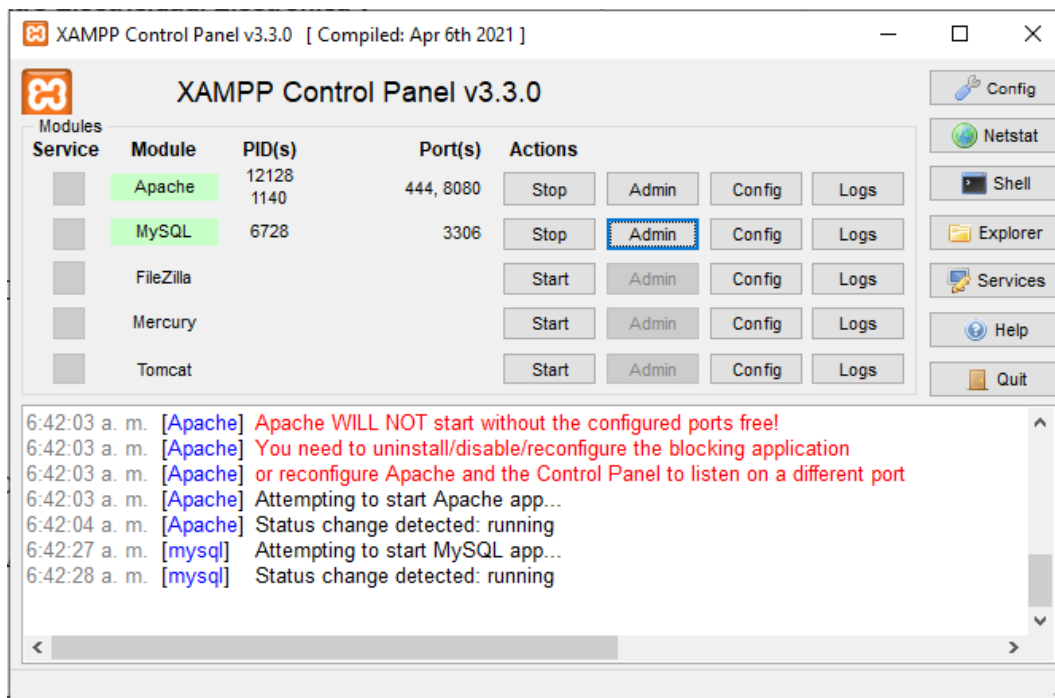 XAMPP Control Panel v3.3.0 [ Compiled: Apr 6th 2021 ]
XAMPP Control Panel v3.3.0
Config
Netstat
Shell
Explorer
Services
Help
Quit
Modules
Service Module PID(s) Port(s) Actions
Apache 12128 1140 444, 8080 Stop Admin Config Logs
MySQL 6728 3306 Stop Admin Config Logs
FileZilla Start Admin Config Logs
Mercury Start Admin Config Logs
Tomcat Start Admin Config Logs
6:42:03 a. m. [Apache] Apache WILL NOT start without the configured ports free!
6:42:03 a. m. [Apache] You need to uninstall/disable/reconfigure the blocking application
6:42:03 a. m. [Apache] or reconfigure Apache and the Control Panel to listen on a different port
6:42:03 a. m. [Apache] Attempting to start Apache app...
6:42:04 a. m. [Apache] Status change detected: running
6:42:27 a. m. [mysql] Attempting to start MySQL app...
6:42:28 a. m. [mysql] Status change detected: running